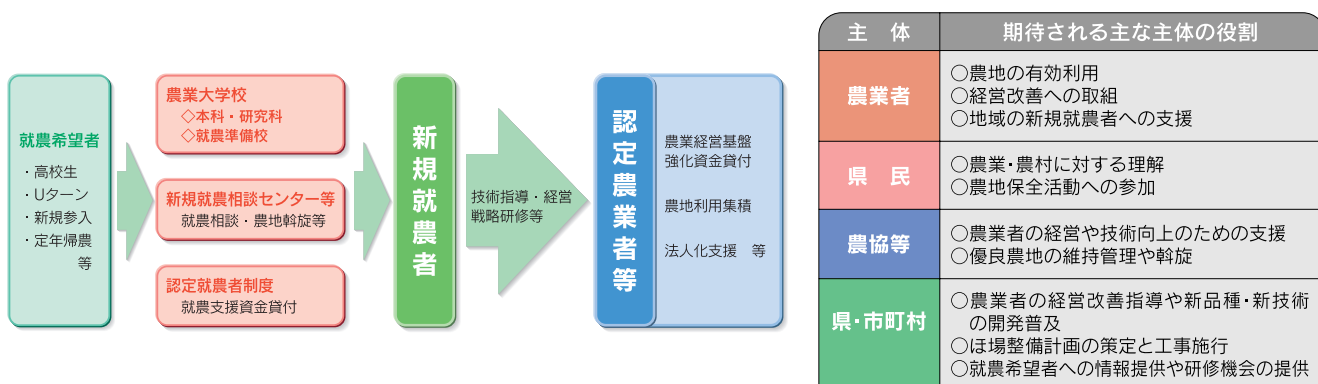 就農希望者
・高校生
・Uターン
・新規参入
・定年帰農
等
農業大学校
◇本科・研究科
◇就農準備校
新規就農相談センター等
就農相談・農地斡旋等
認定就農者制度
就農支援資金貸付
新規就農者
技術指導・経営
戦略研修等
認定農業者等
農業経営基盤
強化資金貸付
農地利用集積
法人化支援 等
主 体
期待される主な主体の役割
農業者
○農地の有効利用
○経営改善への取組
○地域の新規就農者への支援
県 民
○農業・農村に対する理解
○農地保全活動への参加
農協等
○農業者の経営や技術向上のための支援
○優良農地の維持管理や斡旋
県・市町村
○農業者の経営改善指導や新品種・新技術
の開発普及
○ほ場整備計画の策定と工事施行
○就農希望者への情報提供や研修機会の提供